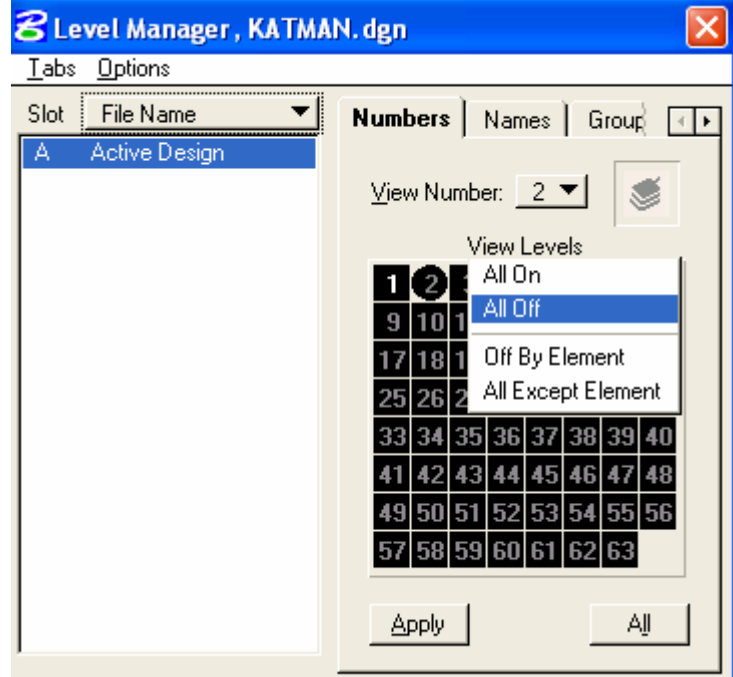 Level Manager, KATMAN.dgn
Tabs Options
Slot File Name
A Active Design
Numbers Names
View Number: 2
View Levels
1 2
All On
All Off
Off By Element
All Except Element
9 10
17 18
25 26
33 34 35 36 37 38 39 40
41 42 43 44 45 46 47 48
49 50 51 52 53 54 55 56
57 58 59 60 61 62 63
Apply All